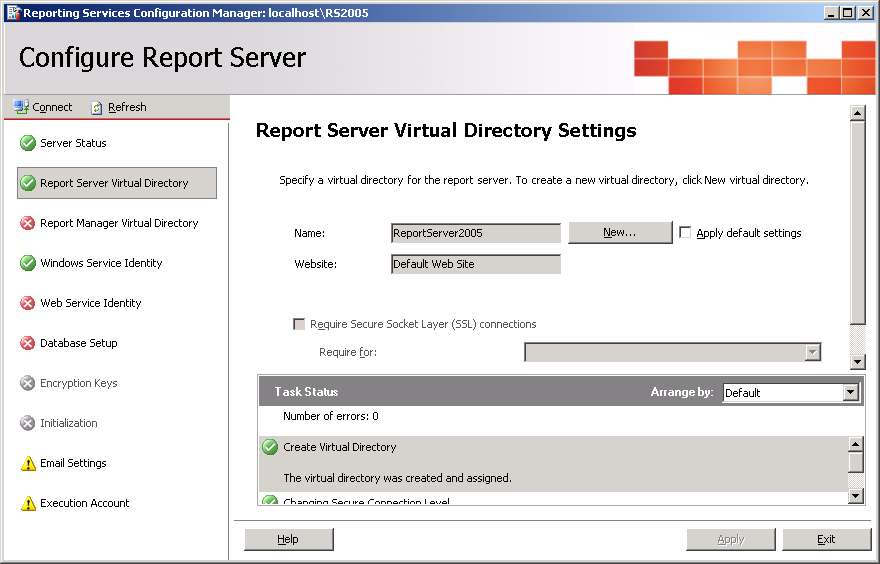 Reporting Services Configuration Manager: localhost\RS2005
Configure Report Server
Connect
Refresh
Server Status
Report Server Virtual Directory
Report Manager Virtual Directory
Windows Service Identity
Web Service Identity
Database Setup
Encryption Keys
Initialization
Email Settings
Execution Account
Report Server Virtual Directory Settings
Specify a virtual directory for the report server. To create a new virtual directory, click New virtual directory.
Name: ReportServer2005 New... Apply default settings
Website: Default Web Site
Require Secure Socket Layer (SSL) connections
Require for:
Task Status Arrange by: Default
Number of errors: 0
Create Virtual Directory
The virtual directory was created and assigned.
Changing Secure Connection Level
Help Apply Exit